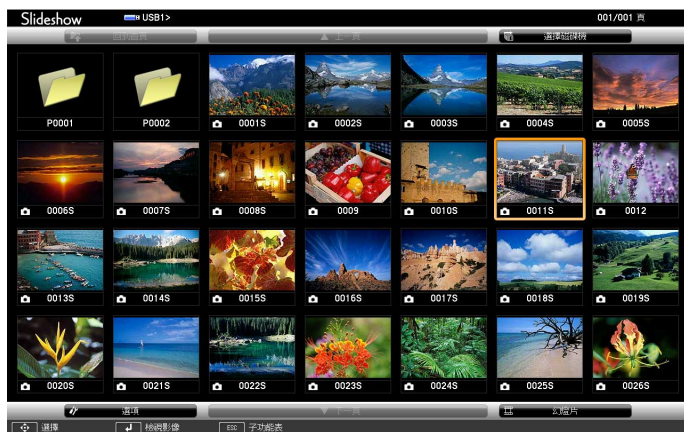 Slideshow USB1> 001/001 頁
回到首頁 ▲ 上一頁 選擇磁碟機
P0001 P0002 0001S 0002S 0003S 0004S 0005S
0006S 0007S 0008S 0009 0010S 0011S 0012
0013S 0014S 0015S 0016S 0017S 0018S 0019S
0020S 0021S 0022S 0023S 0024S 0025S 0026S
選項 ▼ 下一頁 幻燈片
選擇 檢視影像 ESC 子功能表